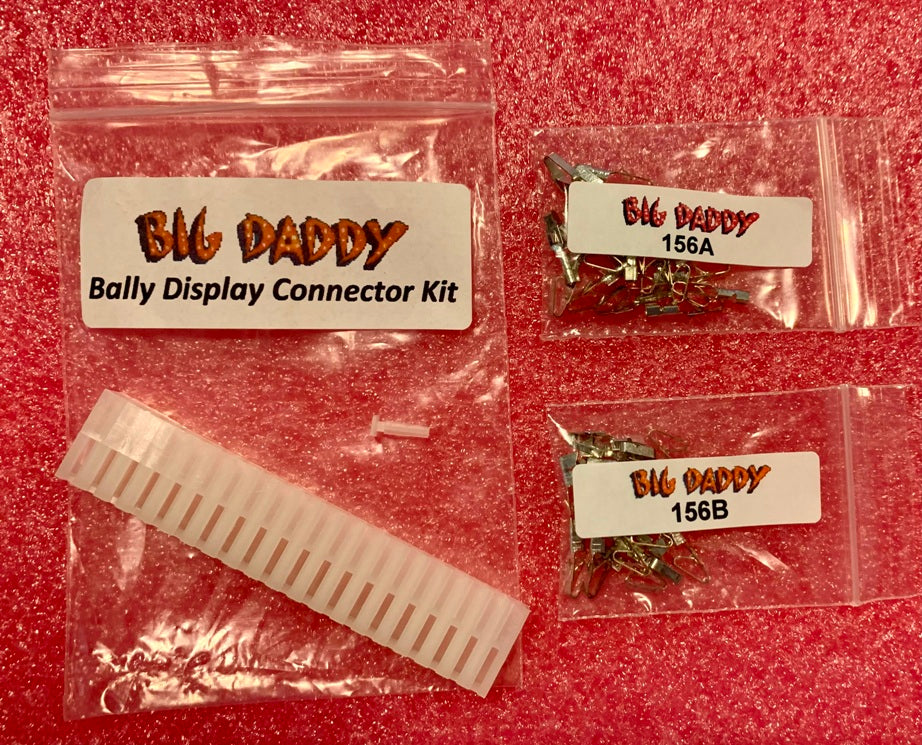 BIG DADDY
Bally Display Connector Kit
BIG DADDY
156A
BIG DADDY
156B